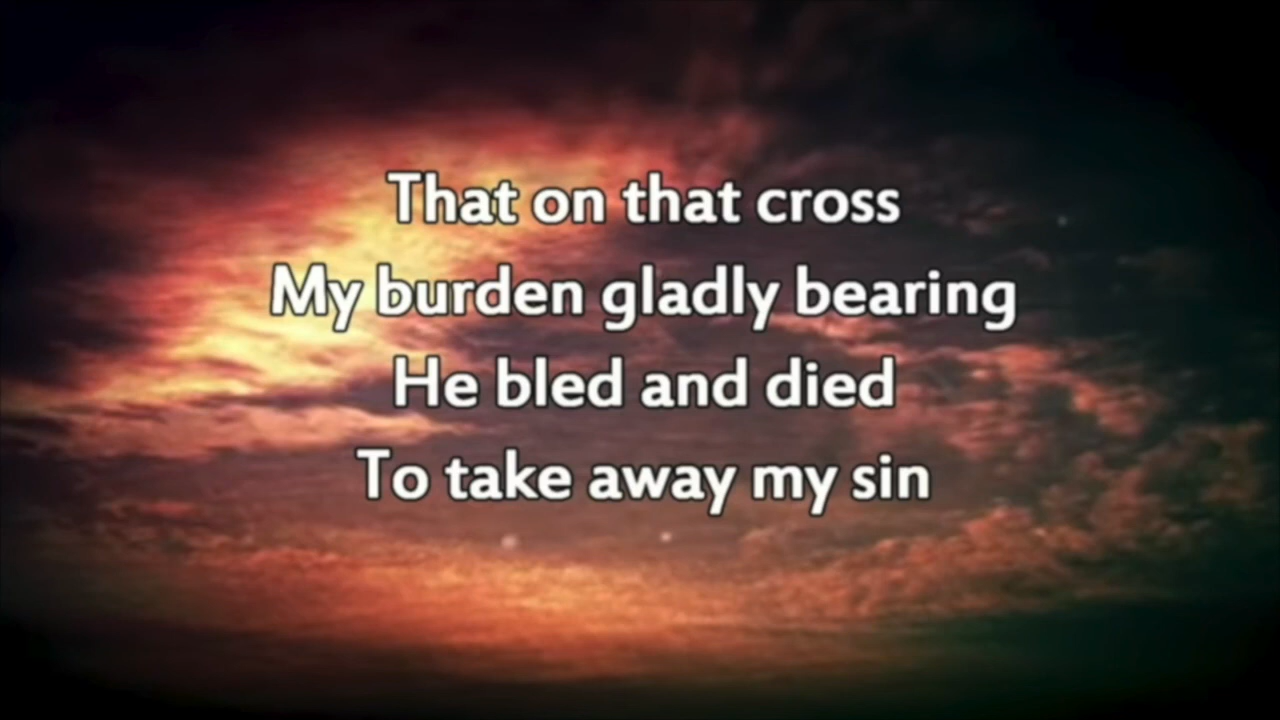 That on that cross
My burden gladly bearing
He bled and died
To take away my sin